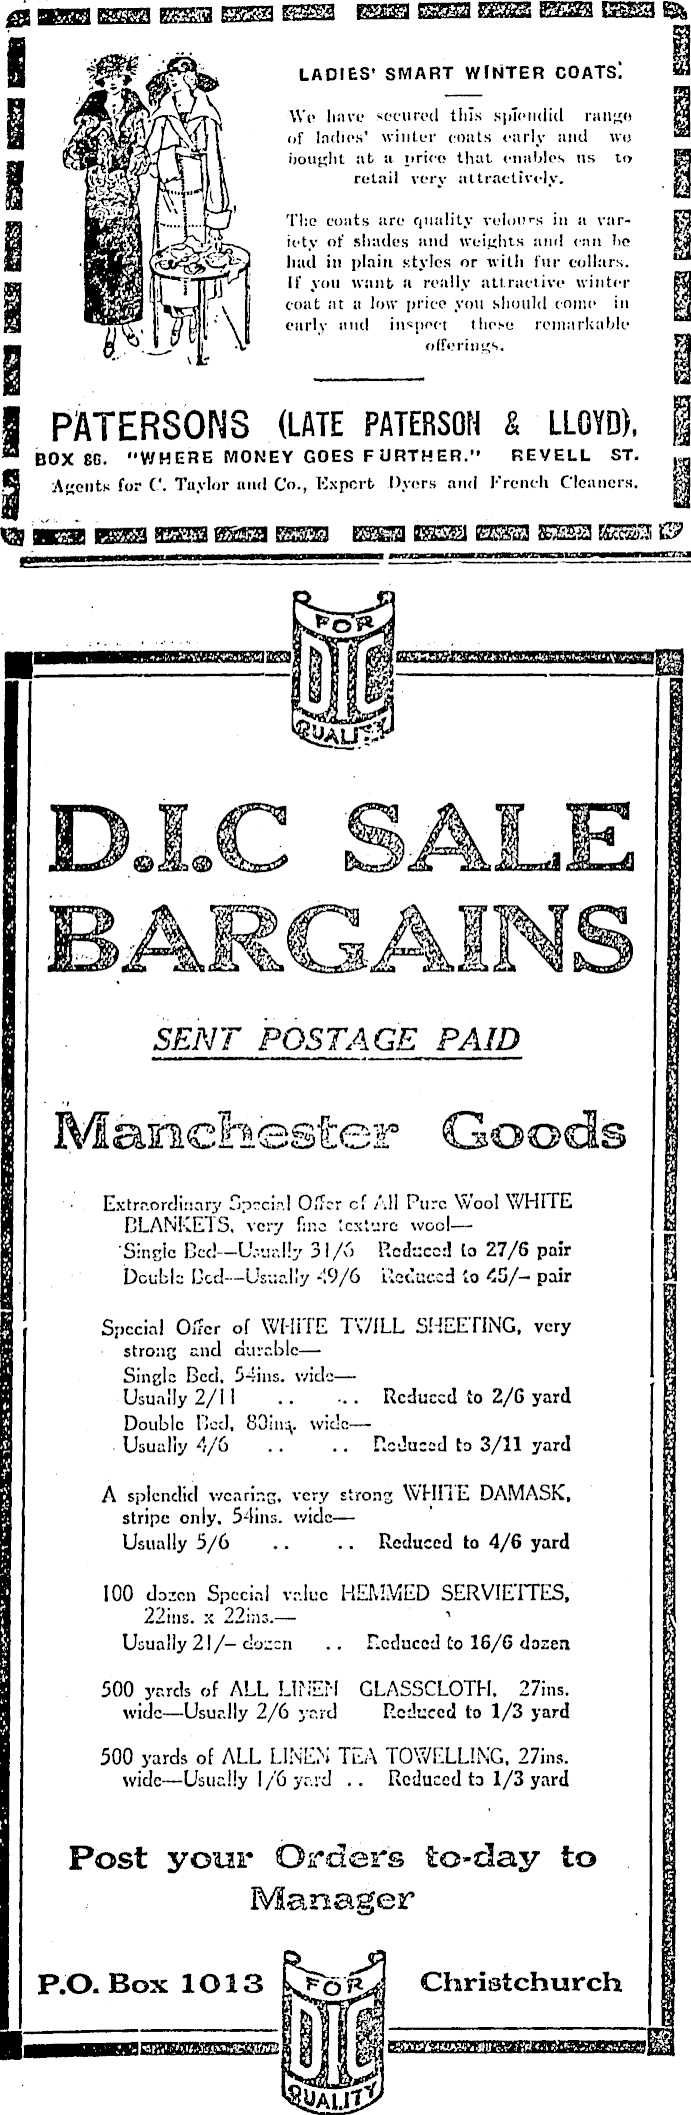 LADIES' SMART WINTER COATS.
We have secured this splendid range
of ladies' winter coats early and we
bought at a price that enables us to
retail very attractively.
The coats are quality velours in a var-
iety of shades and weights and can be
had in plain styles or with fur collars.
If you want a really attractive winter
coat at a low price you should come in
early and inspect these remarkable
offerings.
PATERSONS (LATE PATERSON & LLOYD),
BOX 86. "WHERE MONEY GOES FURTHER." REVELL ST.
Agents for C. Taylor and Co., Expert Dyers and French Cleaners.
FOR
DIC
QUALITY
D.I.C SALE
BARGAINS
SENT POSTAGE PAID
Manchester Goods
Extraordinary Special Offer of All Pure Wool WHITE
BLANKETS, very fine texture wool—
Single Bed—Usually 31/6 Reduced to 27/6 pair
Double Bed—Usually 49/6 Reduced to 45/- pair
Special Offer of WHITE TWILL SHEETING, very
strong and durable—
Single Bed, 54ins. wide—
Usually 2/11 .. .. Reduced to 2/6 yard
Double Bed, 80ins. wide—
Usually 4/6 .. .. Reduced to 3/11 yard
A splendid wearing, very strong WHITE DAMASK,
stripe only, 54ins. wide—
Usually 5/6 .. .. Reduced to 4/6 yard
100 dozen Special value HEMMED SERVIETTES,
22ins. x 22ins.—
Usually 21/- dozen .. Reduced to 16/6 dozen
500 yards of ALL LINEN GLASSCLOTH, 27ins.
wide—Usually 2/6 yard Reduced to 1/3 yard
500 yards of ALL LINEN TEA TOWELLING, 27ins.
wide—Usually 1/6 yard .. Reduced to 1/3 yard
Post your Orders to-day to
Manager
P.O. Box 1013 Christchurch
FOR
DIC
QUALITY